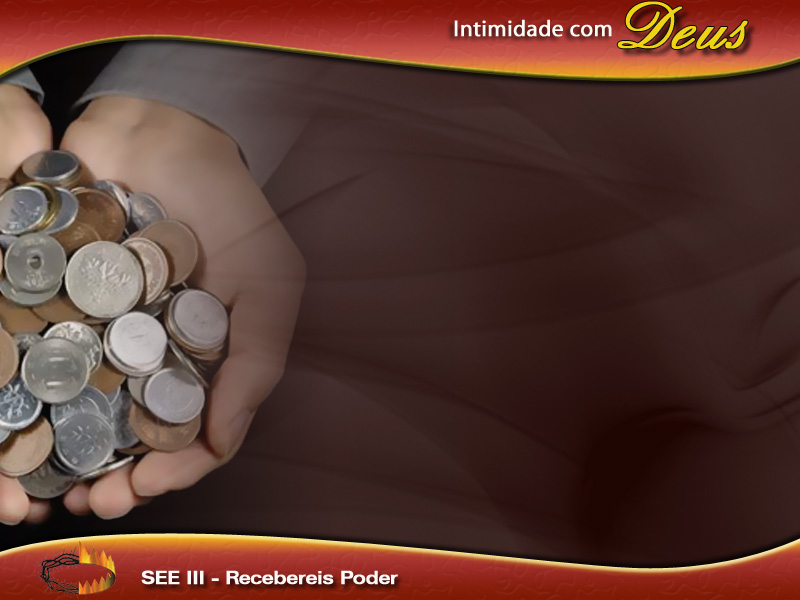 Intimidade com Deus
SEE III - Recebereis Poder